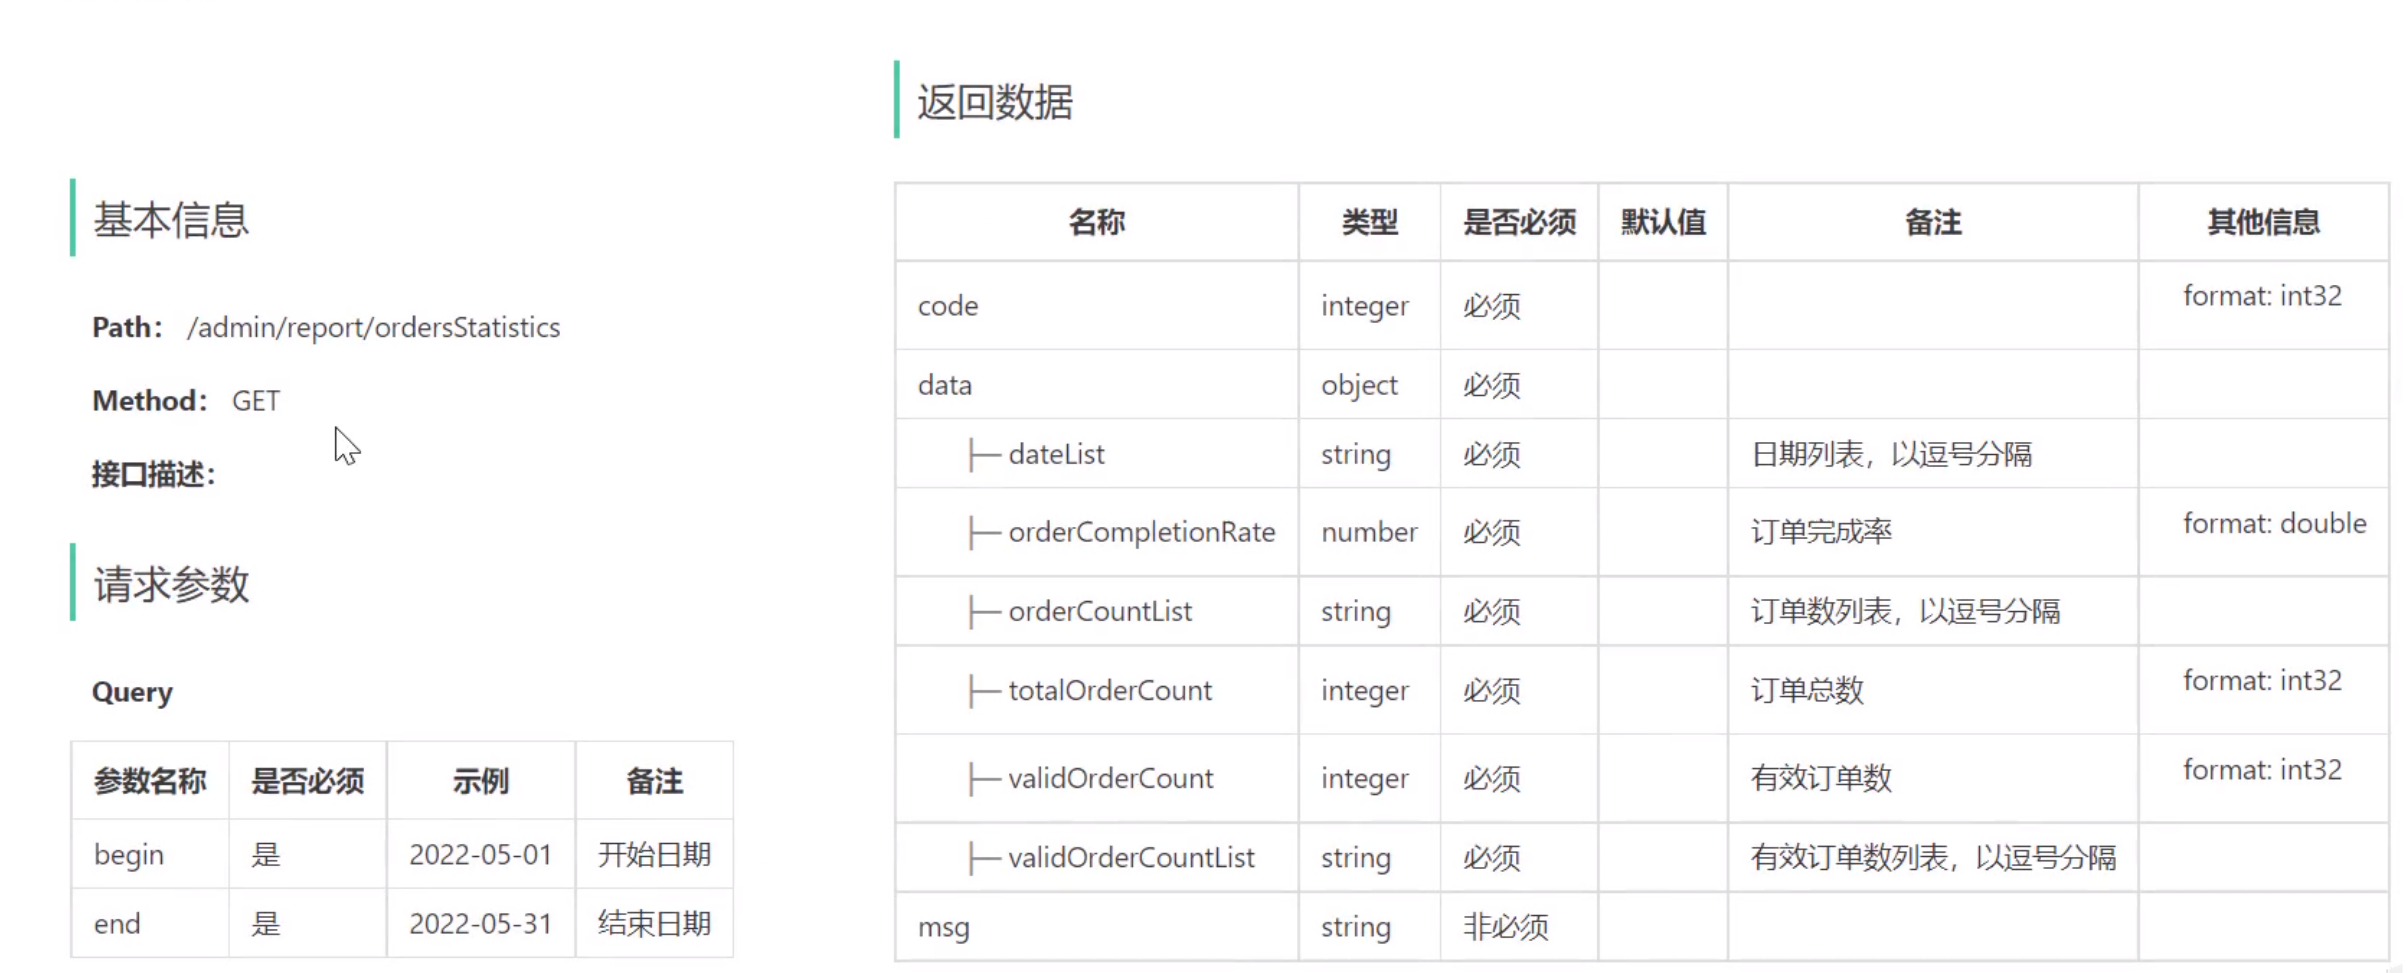 基本信息
Path： /admin/report/ordersStatistics
Method： GET
接口描述：
请求参数
Query
参数名称 是否必须 示例 备注
begin 是 2022-05-01 开始日期
end 是 2022-05-31 结束日期
返回数据
名称 类型 是否必须 默认值 备注 其他信息
code integer 必须 format: int32
data object 必须
├─ dateList string 必须 日期列表，以逗号分隔
├─ orderCompletionRate number 必须 订单完成率 format: double
├─ orderCountList string 必须 订单数列表，以逗号分隔
├─ totalOrderCount integer 必须 订单总数 format: int32
├─ validOrderCount integer 必须 有效订单数 format: int32
├─ validOrderCountList string 必须 有效订单数列表，以逗号分隔
msg string 非必须